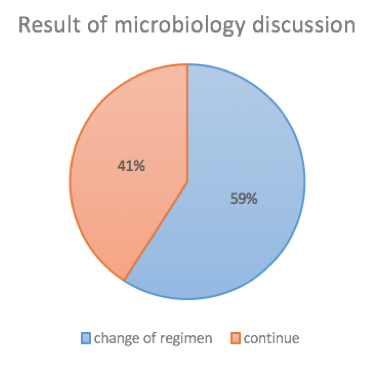 Result of microbiology discussion
41%
59%
change of regimen continue